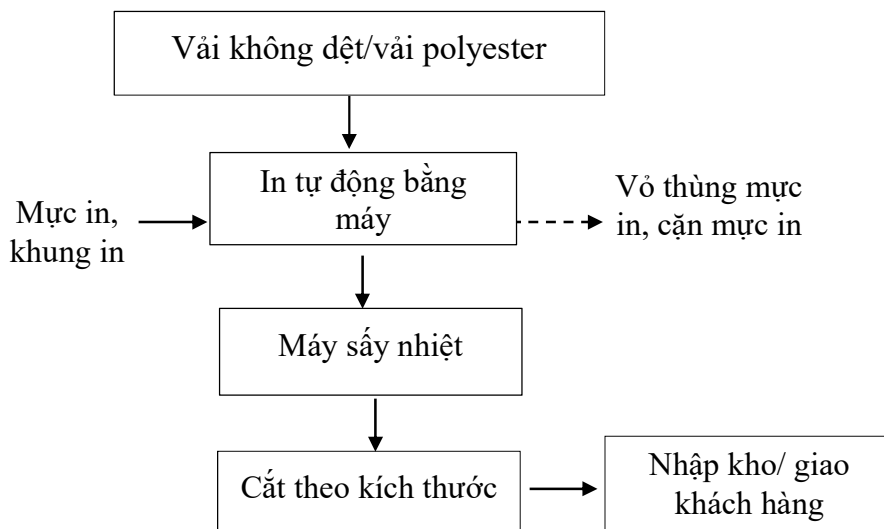 Vải không dệt/vải polyester
In tự động bằng
máy
Mực in,
khung in
Vỏ thùng mực
in, cặn mực in
Máy sấy nhiệt
Cắt theo kích thước
Nhập kho/ giao
khách hàng